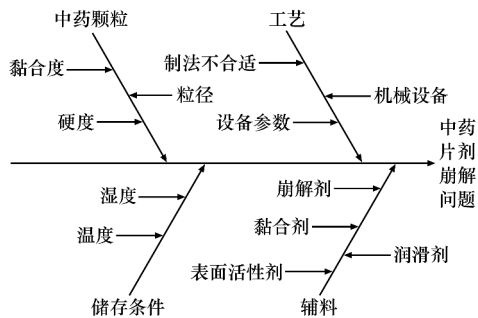 中药颗粒
工艺
黏合度
制法不合适
粒径
机械设备
硬度
设备参数
中药
片剂
崩解
问题
湿度
崩解剂
温度
黏合剂
润滑剂
表面活性剂
储存条件
辅料